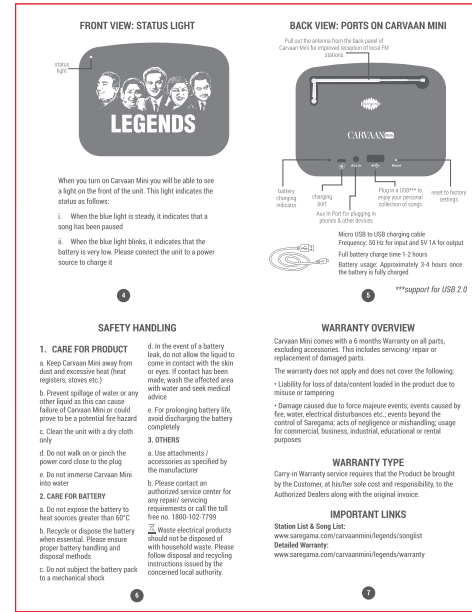 FRONT VIEW: STATUS LIGHT
status
light
LEGENDS
When you turn on Carvaan Mini you will be able to see
a light on the front of the unit. This light indicates the
status as follows:
i. When the blue light is steady, it indicates that a
song has been paused
ii. When the blue light blinks, it indicates that the
battery is very low. Please connect the unit to a power
source to charge it
4
BACK VIEW: PORTS ON CARVAAN MINI
Pull out the antenna from the back panel of
Carvaan Mini for improved reception of local FM
stations
CARVAAN mini
Aux in
Reset
battery
charging
indicator
charging
port
Aux In Port for plugging in
phones & other devices
Plug in a USB*** to
enjoy your personal
collection of songs
reset to factory
settings
Micro USB to USB charging cable
Frequency: 50 Hz for input and 5V 1A for output
Full battery charge time 1-2 hours
Battery usage: Approximately 3-4 hours once
the battery is fully charged
***support for USB 2.0
5
SAFETY HANDLING
1. CARE FOR PRODUCT
a. Keep Carvaan Mini away from
dust and excessive heat (heat
registers, stoves etc.)
b. Prevent spillage of water or any
other liquid as this can cause
failure of Carvaan Mini or could
prove to be a potential fire hazard
c. Clean the unit with a dry cloth
only
d. Do not walk on or pinch the
power cord close to the plug
e. Do not immerse Carvaan Mini
into water
2. CARE FOR BATTERY
a. Do not expose the battery to
heat sources greater than 60°C
b. Recycle or dispose the battery
when essential. Please ensure
proper battery handling and
disposal methods
c. Do not subject the battery pack
to a mechanical shock
d. In the event of a battery
leak, do not allow the liquid to
come in contact with the skin
or eyes. If contact has been
made, wash the affected area
with water and seek medical
advice
e. For prolonging battery life,
avoid discharging the battery
completely
3. OTHERS
a. Use attachments /
accessories as specified by
the manufacturer
b. Please contact an
authorized service center for
any repair/ servicing
requirements or call the toll
free no. 1800-102-7799
Waste electrical products
should not be disposed of
with household waste. Please
follow disposal and recycling
instructions issued by the
concerned local authority.
6
WARRANTY OVERVIEW
Carvaan Mini comes with a 6 months Warranty on all parts,
excluding accessories. This includes servicing/ repair or
replacement of damaged parts.
The warranty does not apply and does not cover the following:
• Liability for loss of data/content loaded in the product due to
misuse or tampering
• Damage caused due to force majeure events; events caused by
fire, water, electrical disturbances etc.; events beyond the
control of Saregama; acts of negligence or mishandling; usage
for commercial, business, industrial, educational or rental
purposes
WARRANTY TYPE
Carry-in Warranty service requires that the Product be brought
by the Customer, at his/her sole cost and responsibility, to the
Authorized Dealers along with the original invoice.
IMPORTANT LINKS
Station List & Song List:
www.saregama.com/carvaanmini/legends/songlist
Detailed Warranty:
www.saregama.com/carvaanmini/legends/warranty
7